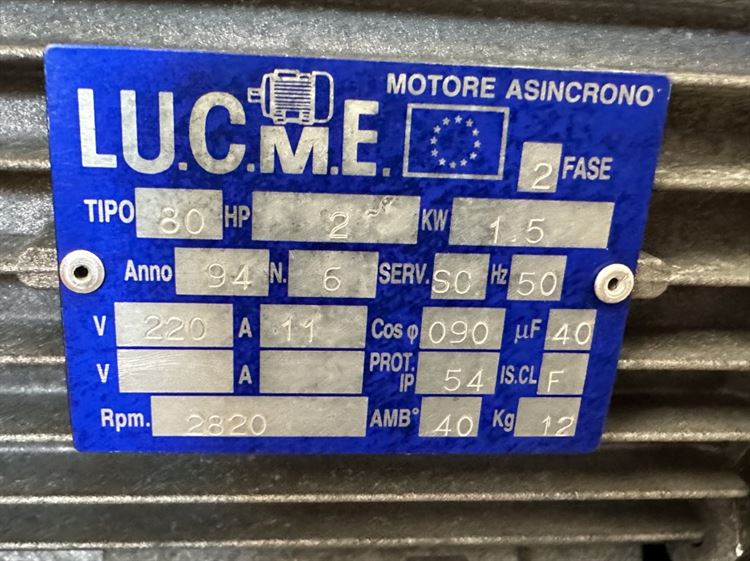 MOTORE ASINCRONO
L.U.C.M.E.
2 FASE
TIPO 80 HP 2 KW 1.5
Anno 94 N. 6 SERV. SC Hz 50
V 220 A 11 Cos φ 090 µF 40
V A PROT. IP 54 IS.CL F
Rpm. 2820 AMB° 40 Kg 12